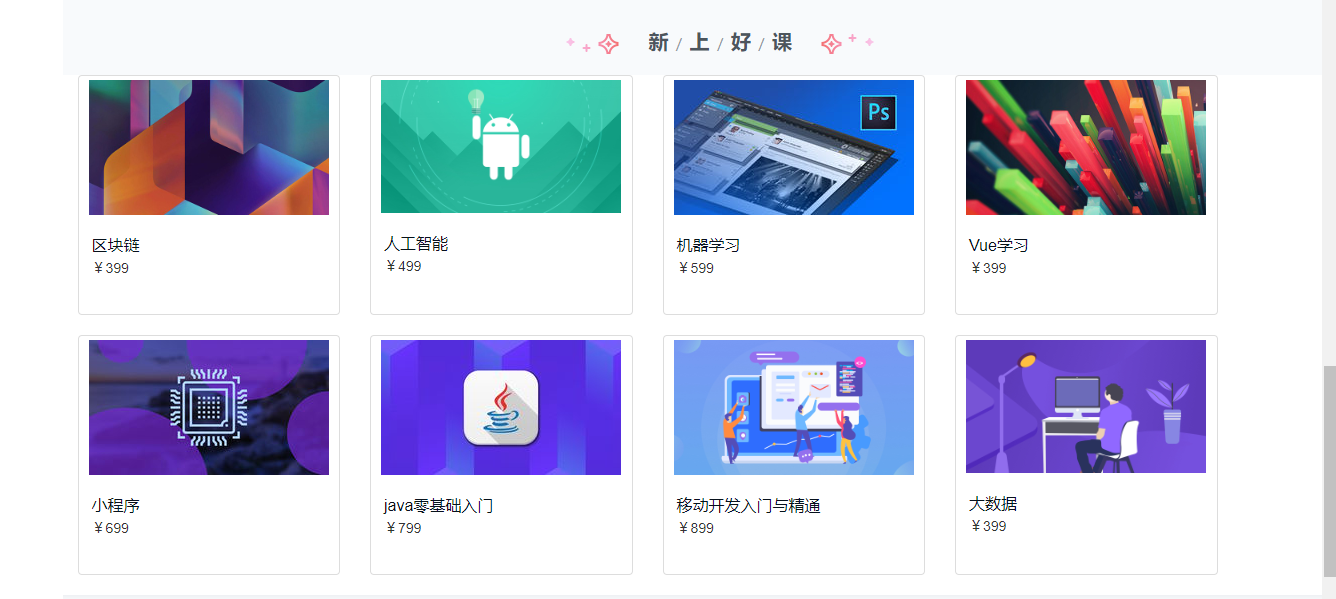 新 / 上 / 好 / 课
Ps
区块链
￥399
人工智能
￥499
机器学习
￥599
Vue学习
￥399
小程序
￥699
java零基础入门
￥799
移动开发入门与精通
￥899
大数据
￥399